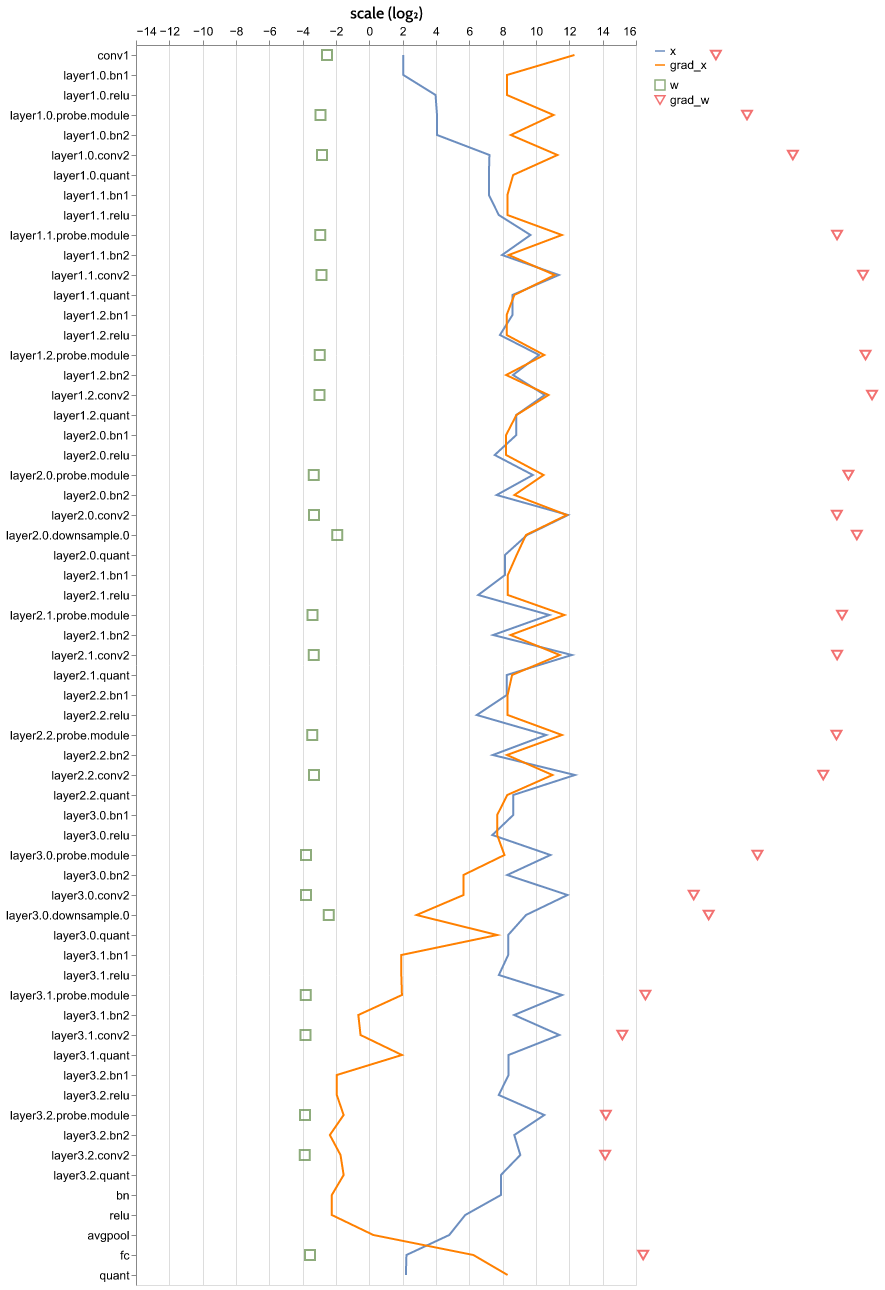 scale (log₂)
−14 −12 −10 −8 −6 −4 −2 0 2 4 6 8 10 12 14 16
x
grad_x
w
grad_w
conv1
layer1.0.bn1
layer1.0.relu
layer1.0.probe.module
layer1.0.bn2
layer1.0.conv2
layer1.0.quant
layer1.1.bn1
layer1.1.relu
layer1.1.probe.module
layer1.1.bn2
layer1.1.conv2
layer1.1.quant
layer1.2.bn1
layer1.2.relu
layer1.2.probe.module
layer1.2.bn2
layer1.2.conv2
layer1.2.quant
layer2.0.bn1
layer2.0.relu
layer2.0.probe.module
layer2.0.bn2
layer2.0.conv2
layer2.0.downsample.0
layer2.0.quant
layer2.1.bn1
layer2.1.relu
layer2.1.probe.module
layer2.1.bn2
layer2.1.conv2
layer2.1.quant
layer2.2.bn1
layer2.2.relu
layer2.2.probe.module
layer2.2.bn2
layer2.2.conv2
layer2.2.quant
layer3.0.bn1
layer3.0.relu
layer3.0.probe.module
layer3.0.bn2
layer3.0.conv2
layer3.0.downsample.0
layer3.0.quant
layer3.1.bn1
layer3.1.relu
layer3.1.probe.module
layer3.1.bn2
layer3.1.conv2
layer3.1.quant
layer3.2.bn1
layer3.2.relu
layer3.2.probe.module
layer3.2.bn2
layer3.2.conv2
layer3.2.quant
bn
relu
avgpool
fc
quant